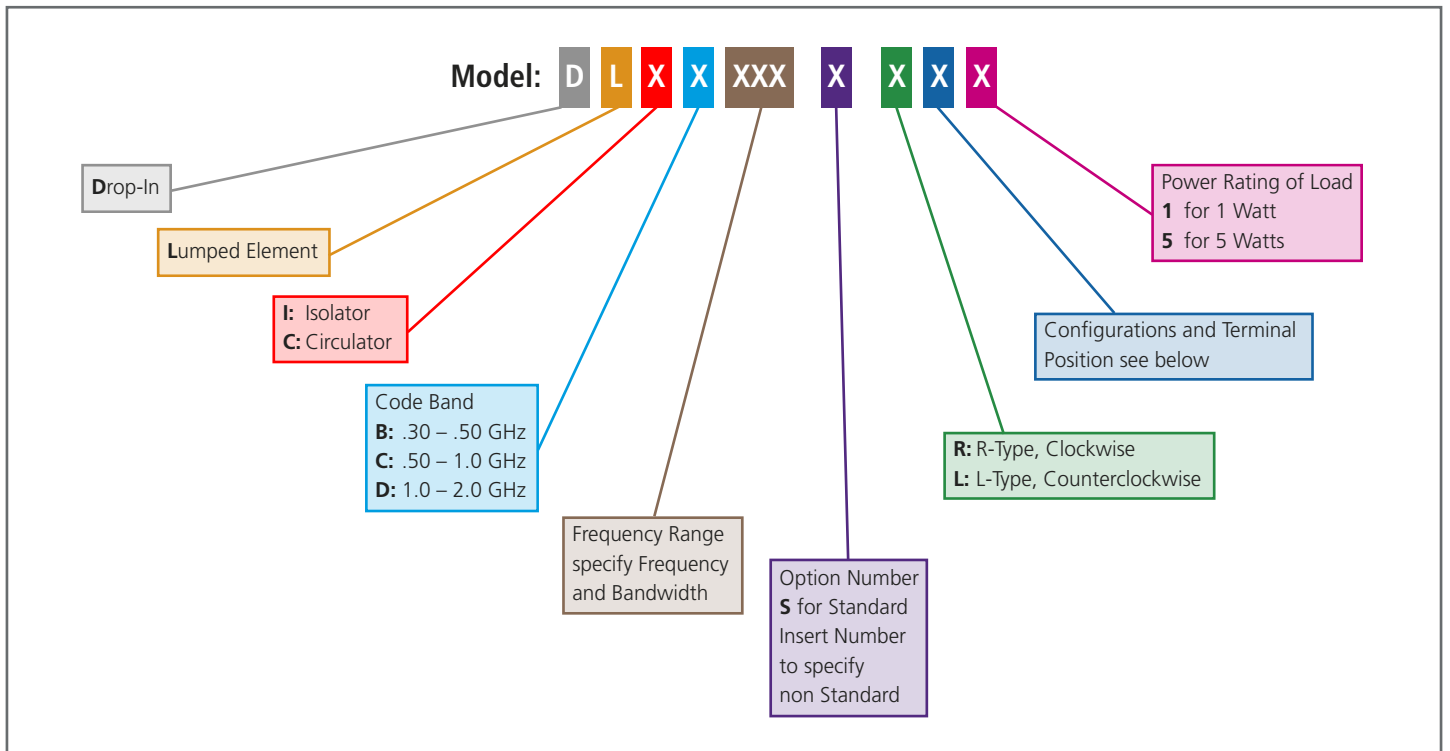 Model: D L X X XXX X X X X
Drop-In
Lumped Element
I: Isolator
C: Circulator
Code Band
B: .30 – .50 GHz
C: .50 – 1.0 GHz
D: 1.0 – 2.0 GHz
Frequency Range
specify Frequency
and Bandwidth
Option Number
S for Standard
Insert Number
to specify
non Standard
R: R-Type, Clockwise
L: L-Type, Counterclockwise
Configurations and Terminal
Position see below
Power Rating of Load
1 for 1 Watt
5 for 5 Watts